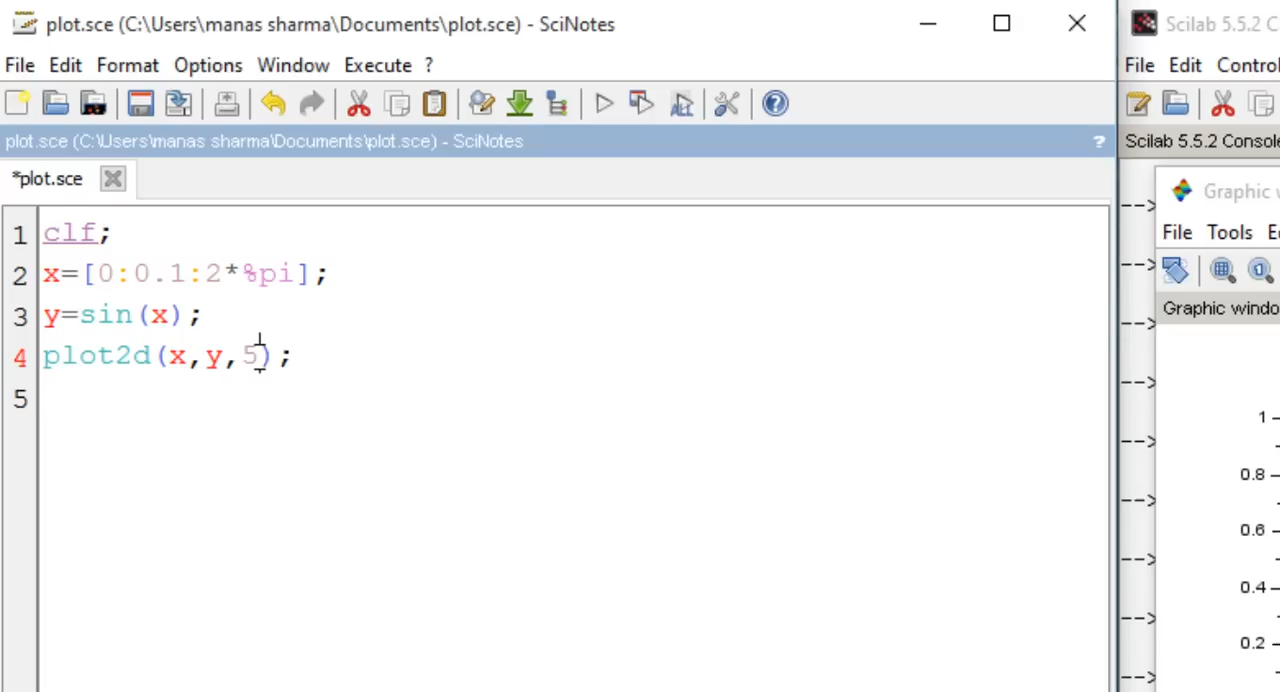 plot.sce (C:\Users\manas sharma\Documents\plot.sce) - SciNotes
File Edit Format Options Window Execute ?
plot.sce (C:\Users\manas sharma\Documents\plot.sce) - SciNotes ?
*plot.sce
1 clf;
2 x=[0:0.1:2*%pi];
3 y=sin(x);
4 plot2d(x,y,5);
5
Scilab 5.5.2 C
File Edit Contro
Scilab 5.5.2 Console
-->
-->
-->
-->
-->
-->
-->
-->
-->
Graphic w
File Tools E
Graphic windo
1
0.8
0.6
0.4
0.2